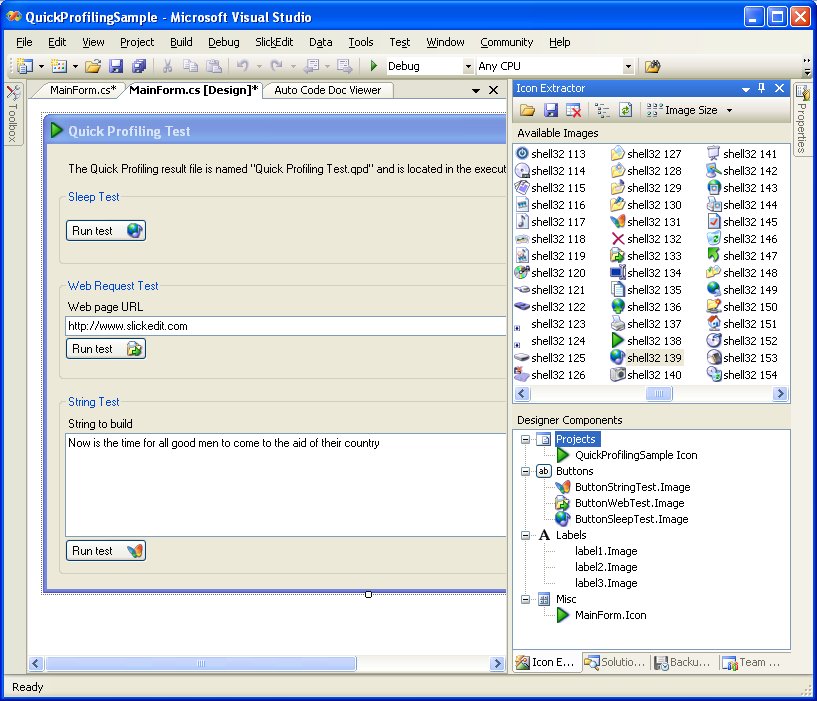 QuickProfilingSample - Microsoft Visual Studio
File Edit View Project Build Debug SlickEdit Data Tools Test Window Community Help
Debug Any CPU
Toolbox
MainForm.cs* MainForm.cs [Design]* Auto Code Doc Viewer
Quick Profiling Test
The Quick Profiling result file is named "Quick Profiling Test.qpd" and is located in the execut
Sleep Test
Run test
Web Request Test
Web page URL
http://www.slickedit.com
Run test
String Test
String to build
Now is the time for all good men to come to the aid of their country
Run test
Icon Extractor
Image Size
Available Images
shell32 113 shell32 127 shell32 141
shell32 114 shell32 128 shell32 142
shell32 115 shell32 129 shell32 143
shell32 116 shell32 130 shell32 144
shell32 117 shell32 131 shell32 145
shell32 118 shell32 132 shell32 146
shell32 119 shell32 133 shell32 147
shell32 120 shell32 134 shell32 148
shell32 121 shell32 135 shell32 149
shell32 122 shell32 136 shell32 150
shell32 123 shell32 137 shell32 151
shell32 124 shell32 138 shell32 152
shell32 125 shell32 139 shell32 153
shell32 126 shell32 140 shell32 154
Designer Components
Projects
QuickProfilingSample Icon
ab Buttons
ButtonStringTest.Image
ButtonWebTest.Image
ButtonSleepTest.Image
A Labels
label1.Image
label2.Image
label3.Image
Misc
MainForm.Icon
Icon E... Solutio... Backu... Team ...
Properties
Ready